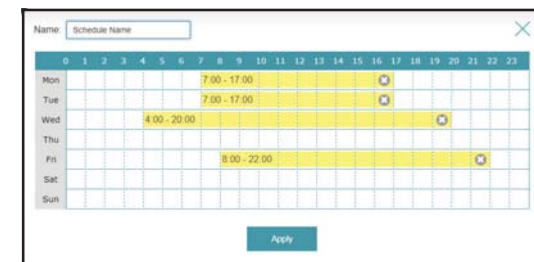 Name: Schedule Name
0 1 2 3 4 5 6 7 8 9 10 11 12 13 14 15 16 17 18 19 20 21 22 23
Mon 7:00 - 17:00
Tue 7:00 - 17:00
Wed 4:00 - 20:00
Thu
Fri 8:00 - 22:00
Sat
Sun
Apply